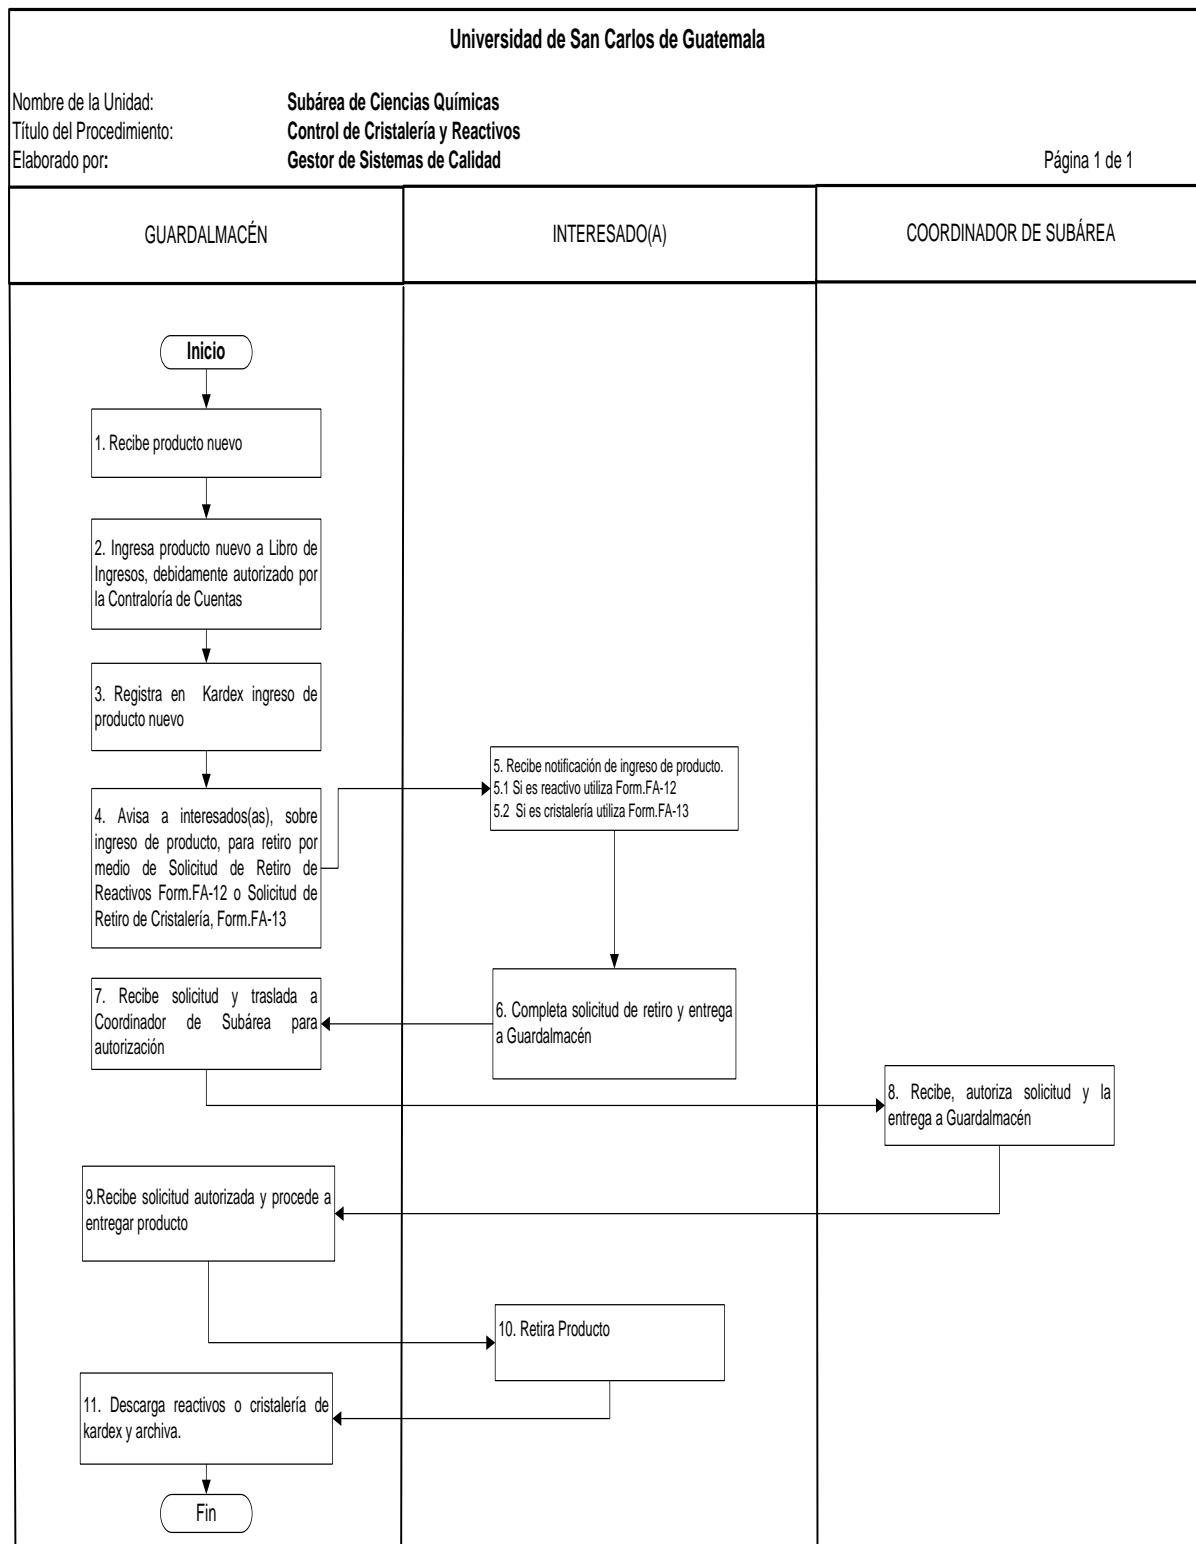 Universidad de San Carlos de Guatemala
Nombre de la Unidad: Subárea de Ciencias Químicas
Título del Procedimiento: Control de Cristalería y Reactivos
Elaborado por: Gestor de Sistemas de Calidad Página 1 de 1
GUARDALMACÉN INTERESADO(A) COORDINADOR DE SUBÁREA
Inicio
1. Recibe producto nuevo
2. Ingresa producto nuevo a Libro de
Ingresos, debidamente autorizado por
la Contraloría de Cuentas
3. Registra en Kardex ingreso de
producto nuevo
4. Avisa a interesados(as), sobre
ingreso de producto, para retiro por
medio de Solicitud de Retiro de
Reactivos Form.FA-12 o Solicitud de
Retiro de Cristalería, Form.FA-13
5. Recibe notificación de ingreso de producto.
5.1 Si es reactivo utiliza Form.FA-12
5.2 Si es cristalería utiliza Form.FA-13
6. Completa solicitud de retiro y entrega
a Guardalmacén
7. Recibe solicitud y traslada a
Coordinador de Subárea para
autorización
8. Recibe, autoriza solicitud y la
entrega a Guardalmacén
9.Recibe solicitud autorizada y procede a
entregar producto
10. Retira Producto
11. Descarga reactivos o cristalería de
kardex y archiva.
Fin